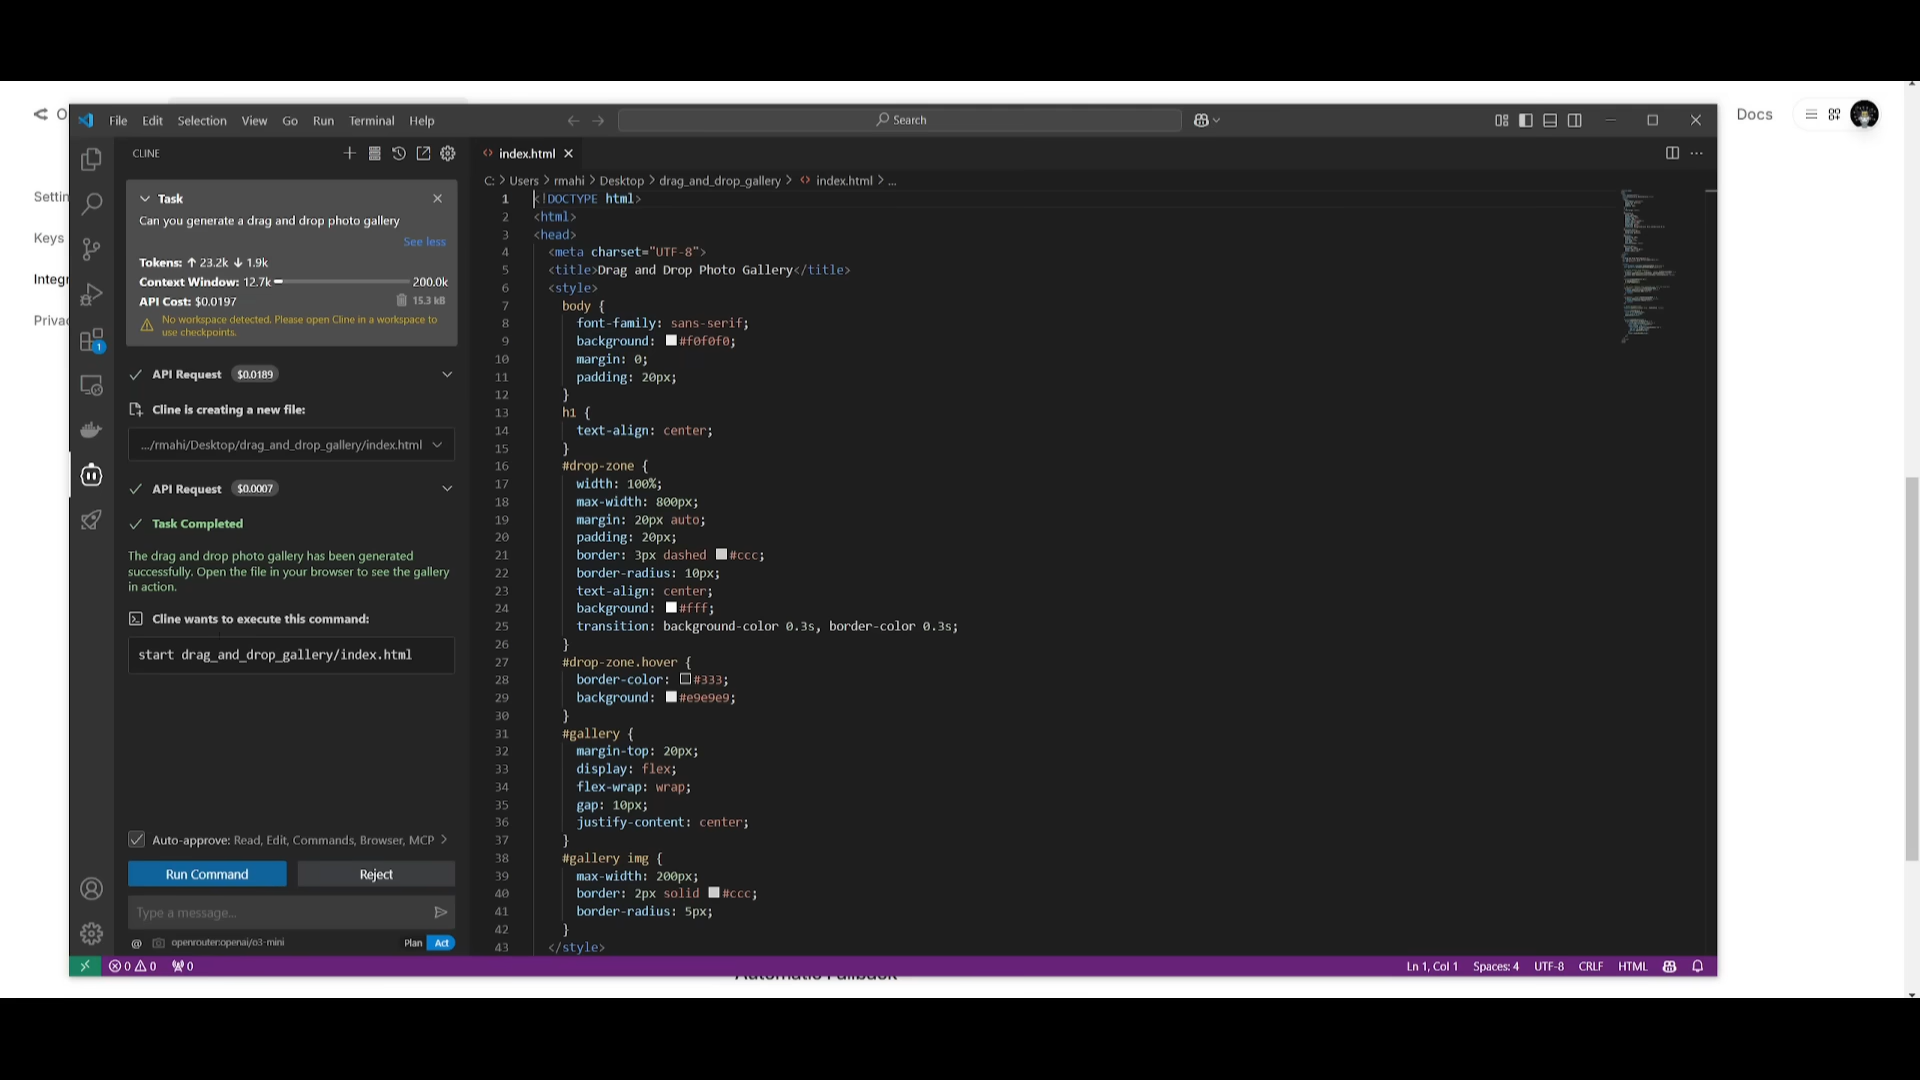 Docs
Settin
Keys
Integr
Privac
File Edit Selection View Go Run Terminal Help
Search
CLINE
Task
Can you generate a drag and drop photo gallery
See less
Tokens: ↑ 23.2k ↓ 1.9k
Context Window: 12.7k 200.0k
API Cost: $0.0197 15.3 kB
No workspace detected. Please open Cline in a workspace to
use checkpoints.
API Request $0.0189
Cline is creating a new file:
.../rmahi/Desktop/drag_and_drop_gallery/index.html
API Request $0.0007
Task Completed
The drag and drop photo gallery has been generated
successfully. Open the file in your browser to see the gallery
in action.
Cline wants to execute this command:
start drag_and_drop_gallery/index.html
Auto-approve: Read, Edit, Commands, Browser, MCP
Run Command Reject
Type a message...
@ openrouter:openai/o3-mini Plan Act
1
index.html
C: > Users > rmahi > Desktop > drag_and_drop_gallery > index.html > ...
1 <!DOCTYPE html>
2 <html>
3 <head>
4 <meta charset="UTF-8">
5 <title>Drag and Drop Photo Gallery</title>
6 <style>
7 body {
8 font-family: sans-serif;
9 background: #f0f0f0;
10 margin: 0;
11 padding: 20px;
12 }
13 h1 {
14 text-align: center;
15 }
16 #drop-zone {
17 width: 100%;
18 max-width: 800px;
19 margin: 20px auto;
20 padding: 20px;
21 border: 3px dashed #ccc;
22 border-radius: 10px;
23 text-align: center;
24 background: #fff;
25 transition: background-color 0.3s, border-color 0.3s;
26 }
27 #drop-zone.hover {
28 border-color: #333;
29 background: #e9e9e9;
30 }
31 #gallery {
32 margin-top: 20px;
33 display: flex;
34 flex-wrap: wrap;
35 gap: 10px;
36 justify-content: center;
37 }
38 #gallery img {
39 max-width: 200px;
40 border: 2px solid #ccc;
41 border-radius: 5px;
42 }
43 </style>
0 0 0 Ln 1, Col 1 Spaces: 4 UTF-8 CRLF HTML
Automatic Fallback